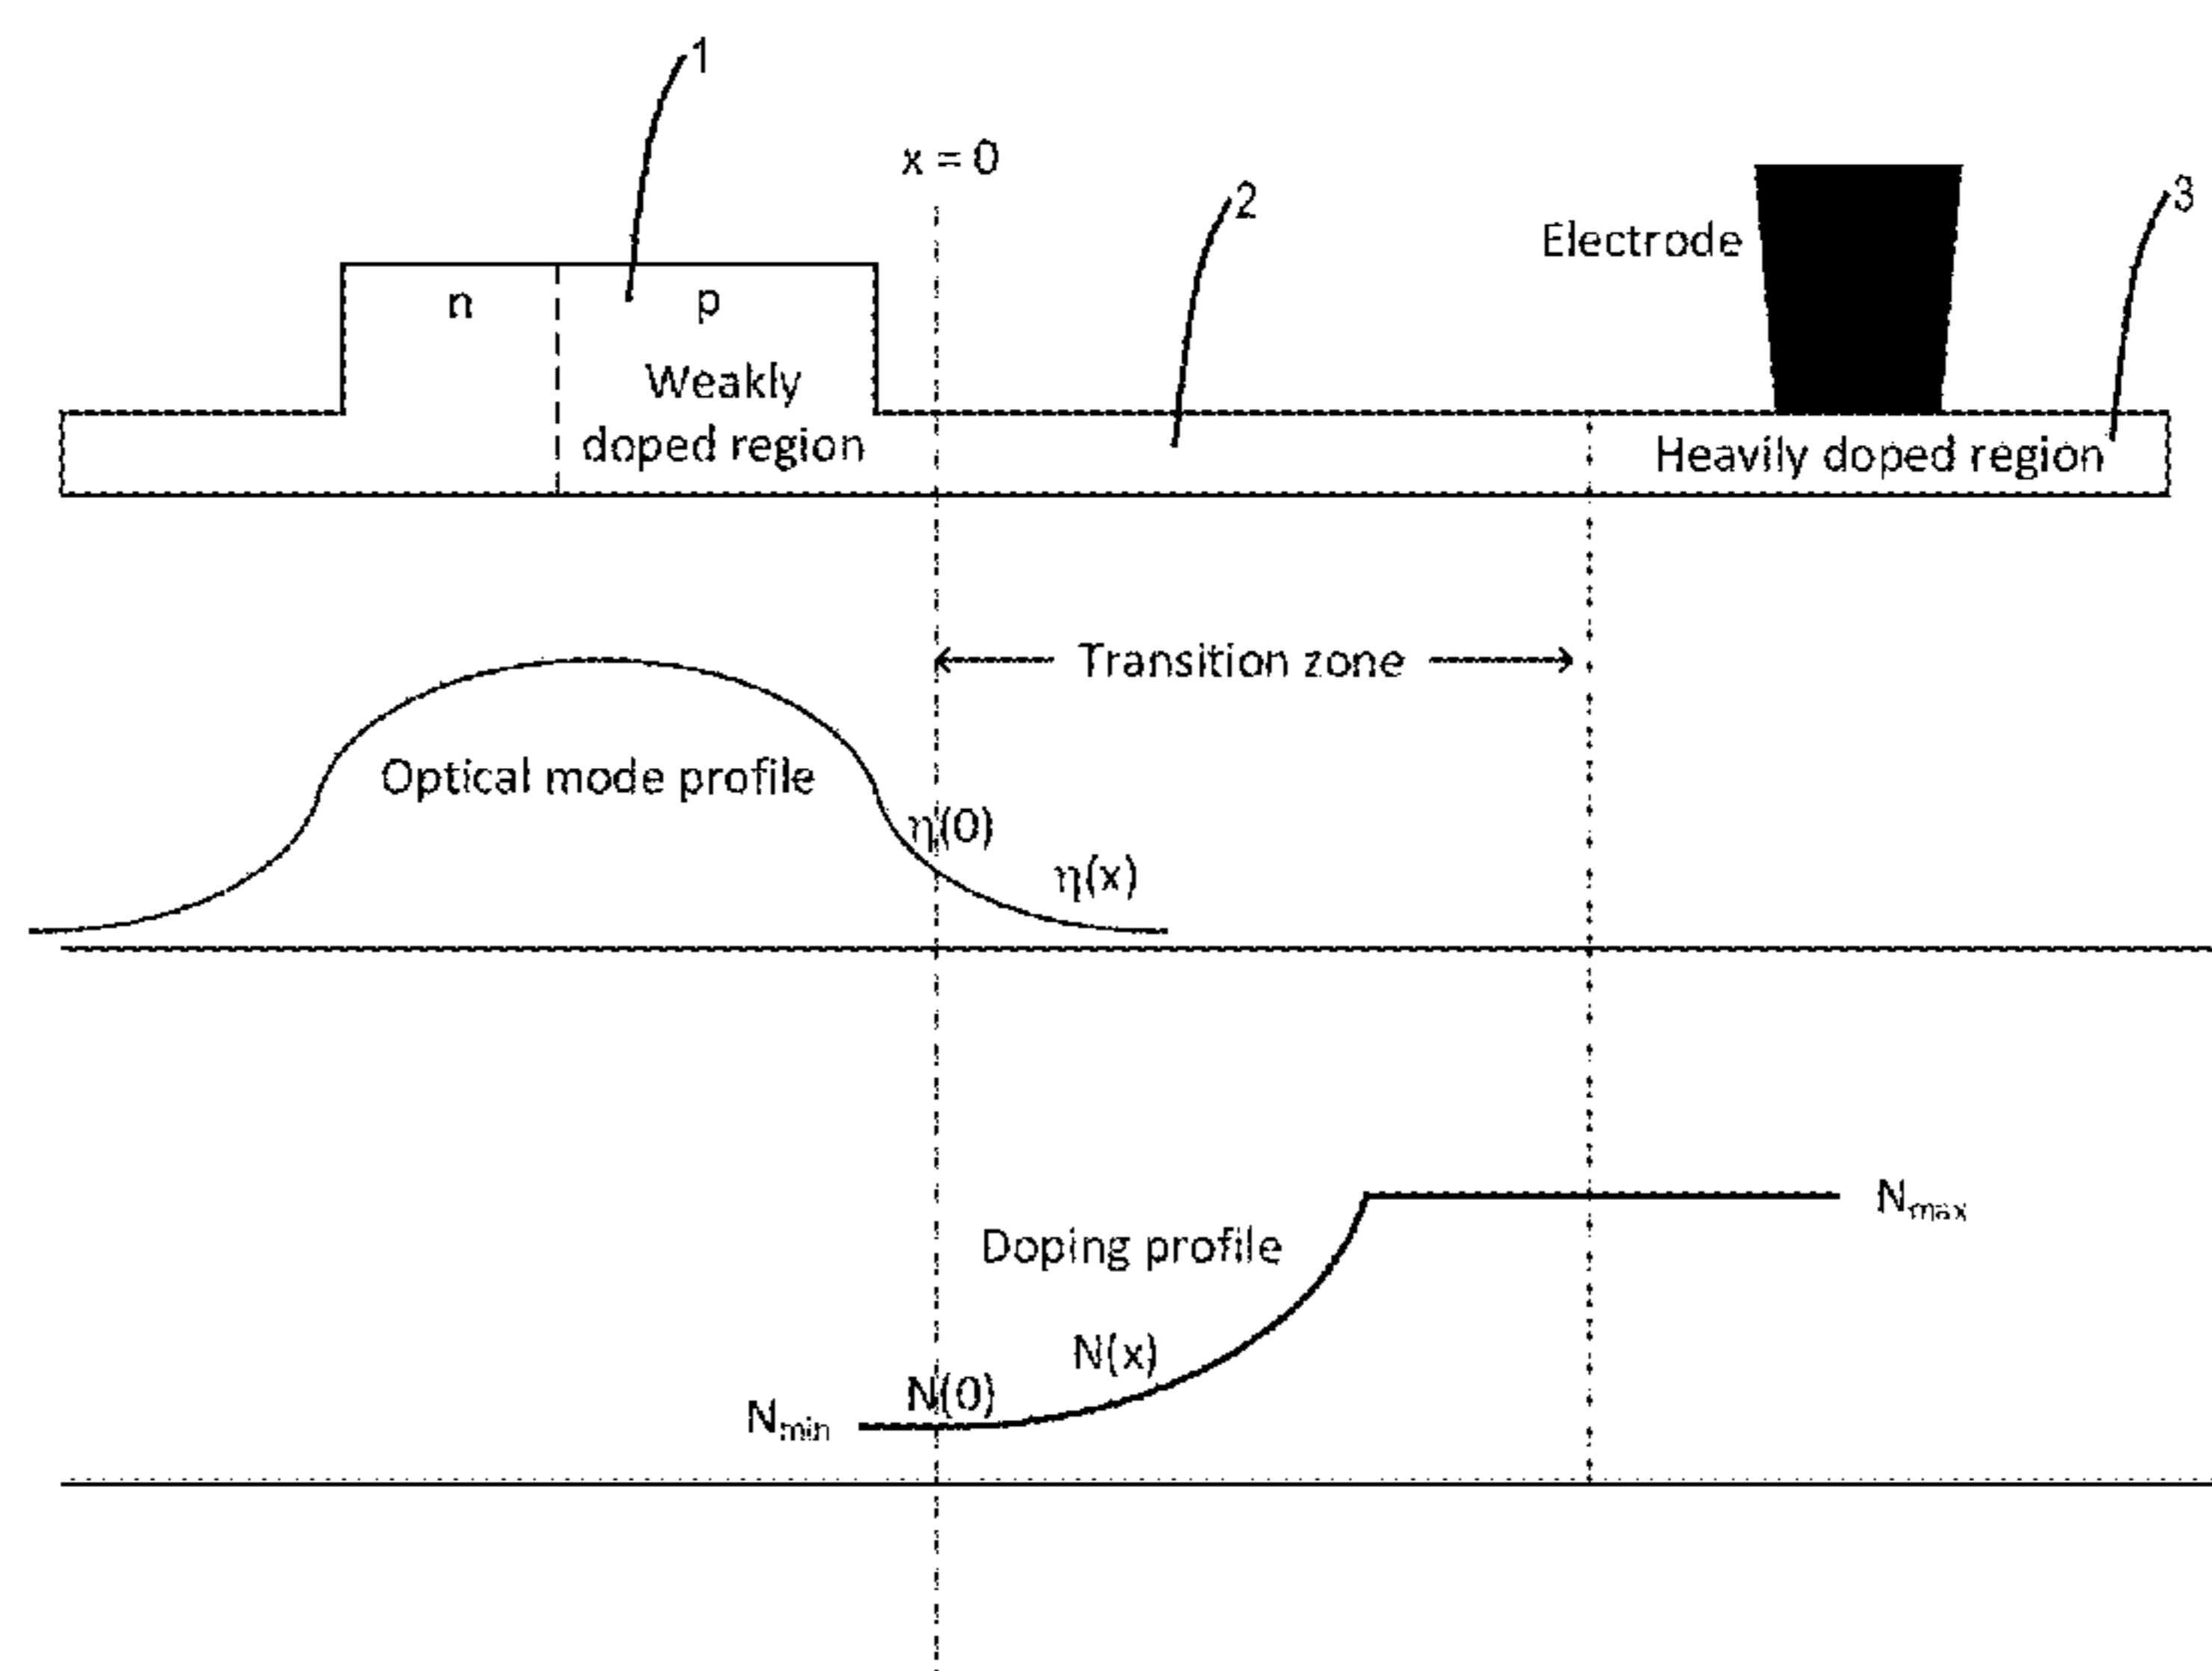 1
x = 0
2
3
Electrode
n
p
Weakly
doped region
Heavily doped region
Transition zone
Optical mode profile
η(0)
η(x)
Nmax
Doping profile
N(x)
N(0)
Nmin